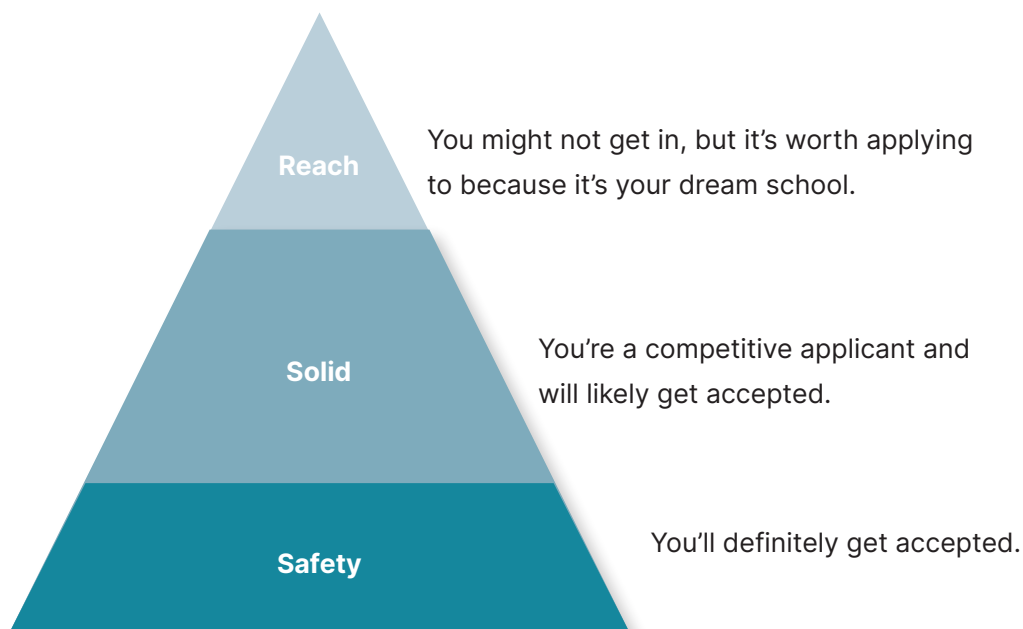 Reach
You might not get in, but it’s worth applying
to because it’s your dream school.
Solid
You’re a competitive applicant and
will likely get accepted.
Safety
You’ll definitely get accepted.